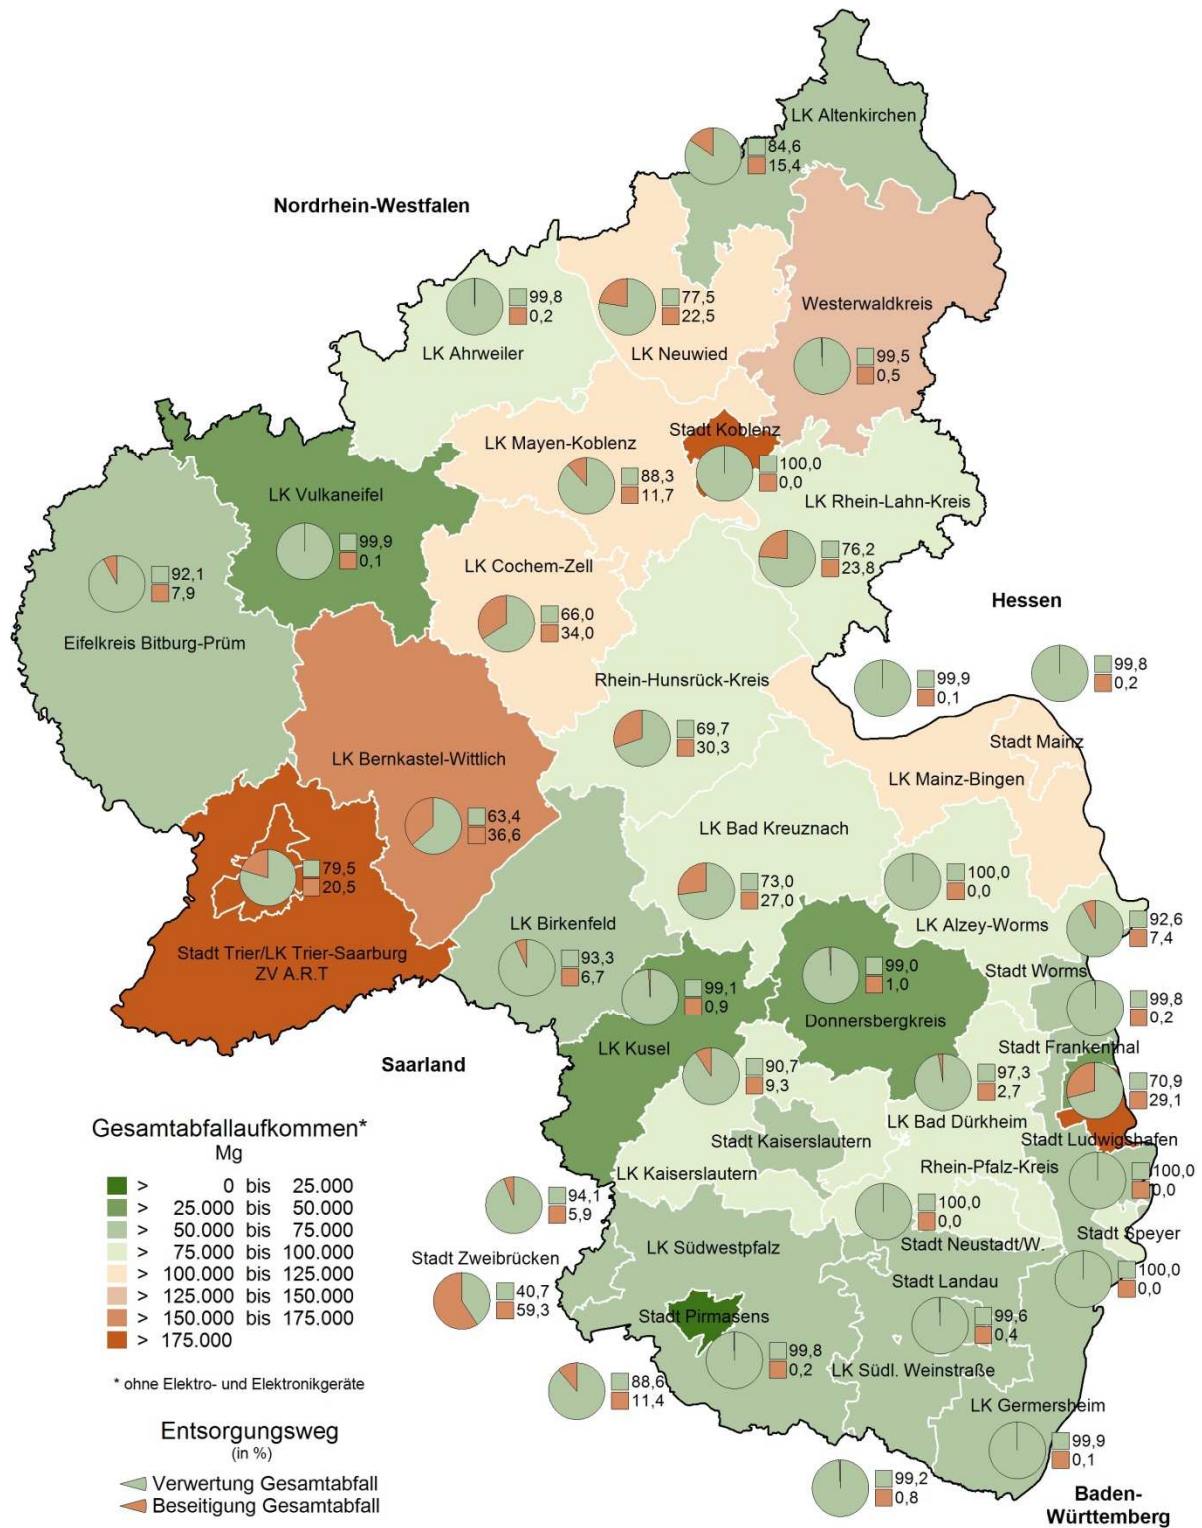 LK Altenkirchen
84,6
15,4
Nordrhein-Westfalen
99,8
0,2
77,5
22,5
Westerwaldkreis
LK Ahrweiler
LK Neuwied
99,5
0,5
Stadt Koblenz
LK Mayen-Koblenz
88,3
11,7
100,0
0,0
LK Rhein-Lahn-Kreis
LK Vulkaneifel
99,9
0,1
76,2
23,8
92,1
7,9
LK Cochem-Zell
66,0
34,0
Hessen
Eifelkreis Bitburg-Prüm
Rhein-Hunsrück-Kreis
99,9
0,1
99,8
0,2
69,7
30,3
Stadt Mainz
LK Bernkastel-Wittlich
LK Mainz-Bingen
63,4
36,6
LK Bad Kreuznach
79,5
20,5
73,0
27,0
100,0
0,0
LK Birkenfeld
LK Alzey-Worms
92,6
7,4
Stadt Trier/LK Trier-Saarburg
ZV A.R.T
93,3
6,7
99,1
0,9
99,0
1,0
Stadt Worms
99,8
0,2
Donnersbergkreis
LK Kusel
Saarland
Stadt Frankenthal
90,7
9,3
97,3
2,7
70,9
29,1
LK Bad Dürkheim
Stadt Kaiserslautern
Stadt Ludwigshafen
LK Kaiserslautern
Rhein-Pfalz-Kreis
100,0
0,0
94,1
5,9
100,0
0,0
Stadt Speyer
LK Südwestpfalz
Stadt Neustadt/W.
Stadt Zweibrücken
40,7
59,3
Stadt Landau
100,0
0,0
Stadt Pirmasens
99,6
0,4
99,8
0,2
LK Südl. Weinstraße
88,6
11,4
LK Germersheim
99,9
0,1
99,2
0,8
Baden-
Württemberg
Gesamtabfallaufkommen*
Mg
> 0 bis 25.000
> 25.000 bis 50.000
> 50.000 bis 75.000
> 75.000 bis 100.000
> 100.000 bis 125.000
> 125.000 bis 150.000
> 150.000 bis 175.000
> 175.000
* ohne Elektro- und Elektronikgeräte
Entsorgungsweg
(in %)
Verwertung Gesamtabfall
Beseitigung Gesamtabfall